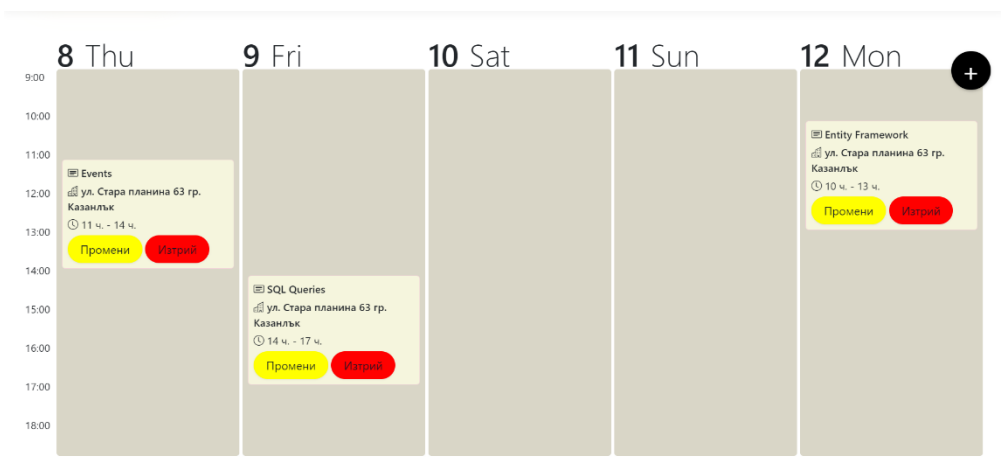 8 Thu
9 Fri
10 Sat
11 Sun
12 Mon
+
9:00
10:00
11:00
12:00
13:00
14:00
15:00
16:00
17:00
18:00
Events
ул. Стара планина 63 гр.
Казанлък
11 ч. - 14 ч.
Промени
Изтрий
SQL Queries
ул. Стара планина 63 гр.
Казанлък
14 ч. - 17 ч.
Промени
Изтрий
Entity Framework
ул. Стара планина 63 гр.
Казанлък
10 ч. - 13 ч.
Промени
Изтрий